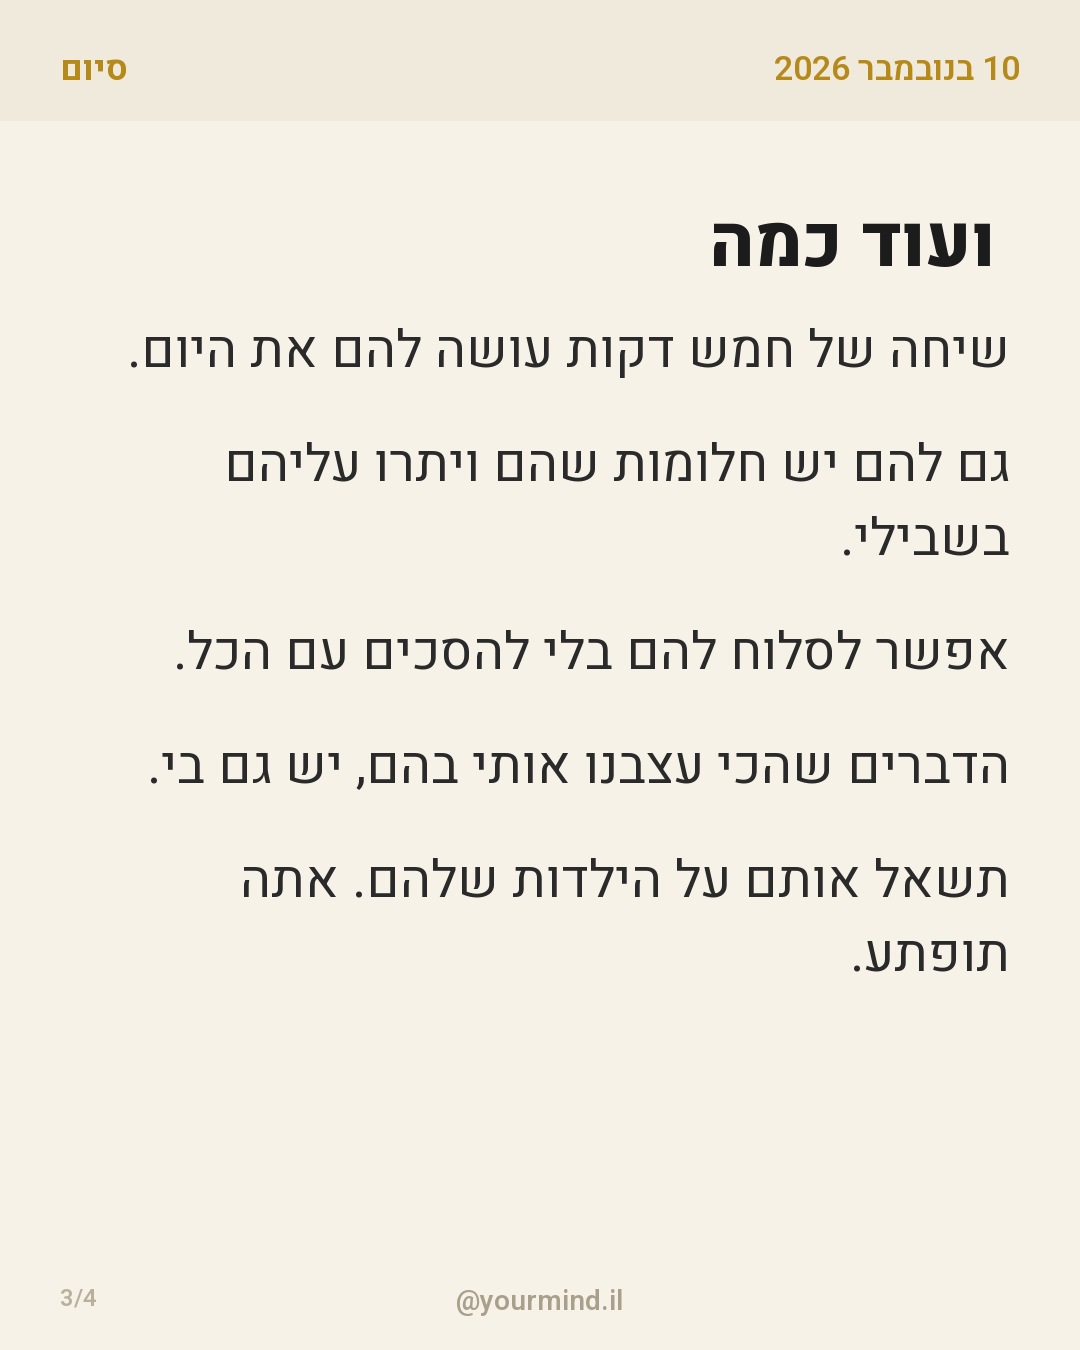 10 בנובמבר 2026
סיום
ועוד כמה
שיחה של חמש דקות עושה להם את היום.
גם להם יש חלומות שהם ויתרו עליהם
בשבילי.
אפשר לסלוח להם בלי להסכים עם הכל.
הדברים שהכי עצבנו אותי בהם, יש גם בי.
תשאל אותם על הילדות שלהם. אתה
תופתע.
3/4
@yourmind.il